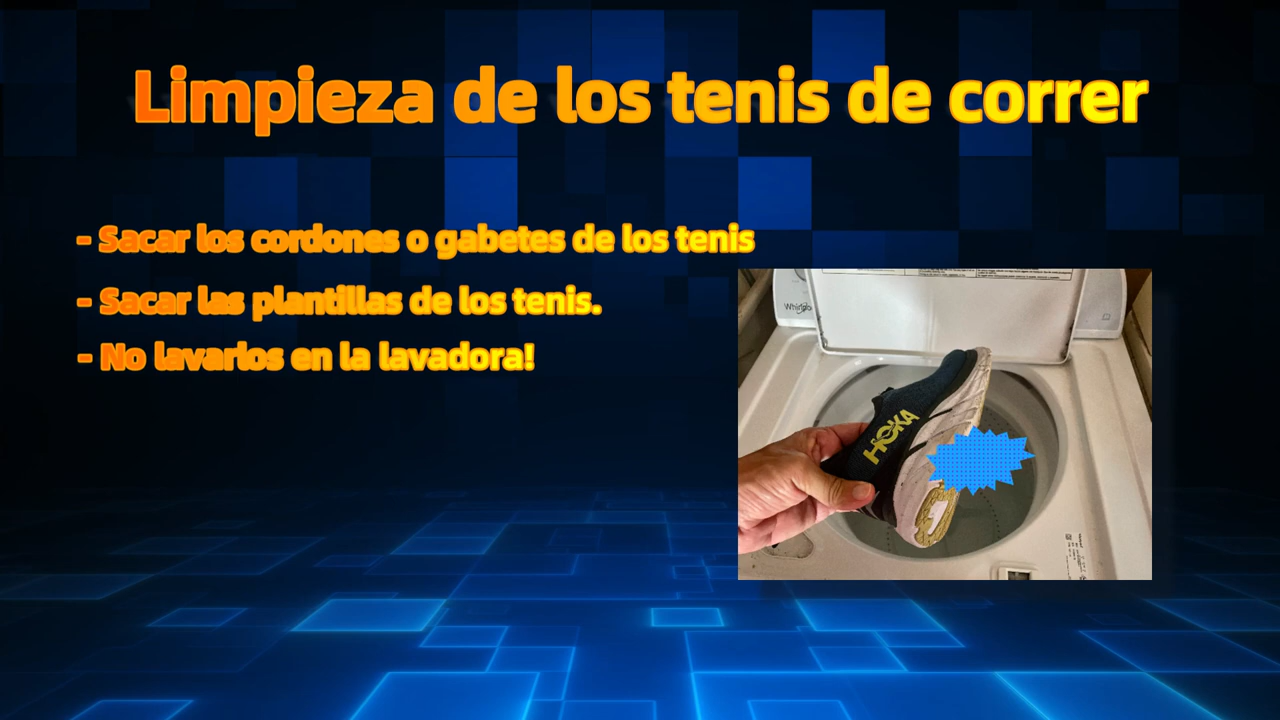 Limpieza de los tenis de correr
- Sacar los cordones o gabetes de los tenis
- Sacar las plantillas de los tenis.
- No lavarlos en la lavadora!
HOKA